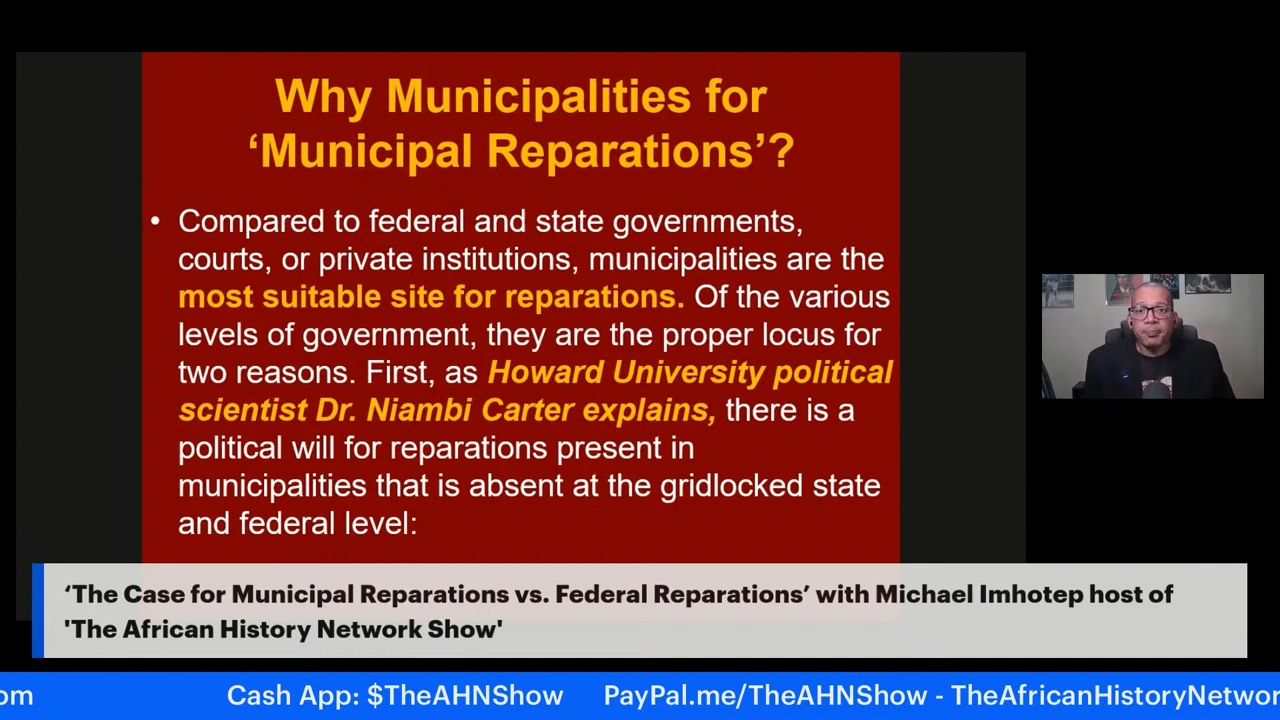 Why Municipalities for
‘Municipal Reparations’?
• Compared to federal and state governments,
courts, or private institutions, municipalities are the
most suitable site for reparations. Of the various
levels of government, they are the proper locus for
two reasons. First, as Howard University political
scientist Dr. Niambi Carter explains, there is a
political will for reparations present in
municipalities that is absent at the gridlocked state
and federal level:
‘The Case for Municipal Reparations vs. Federal Reparations’ with Michael Imhotep host of
'The African History Network Show'
om Cash App: $TheAHNShow PayPal.me/TheAHNShow - TheAfricanHistoryNetwor